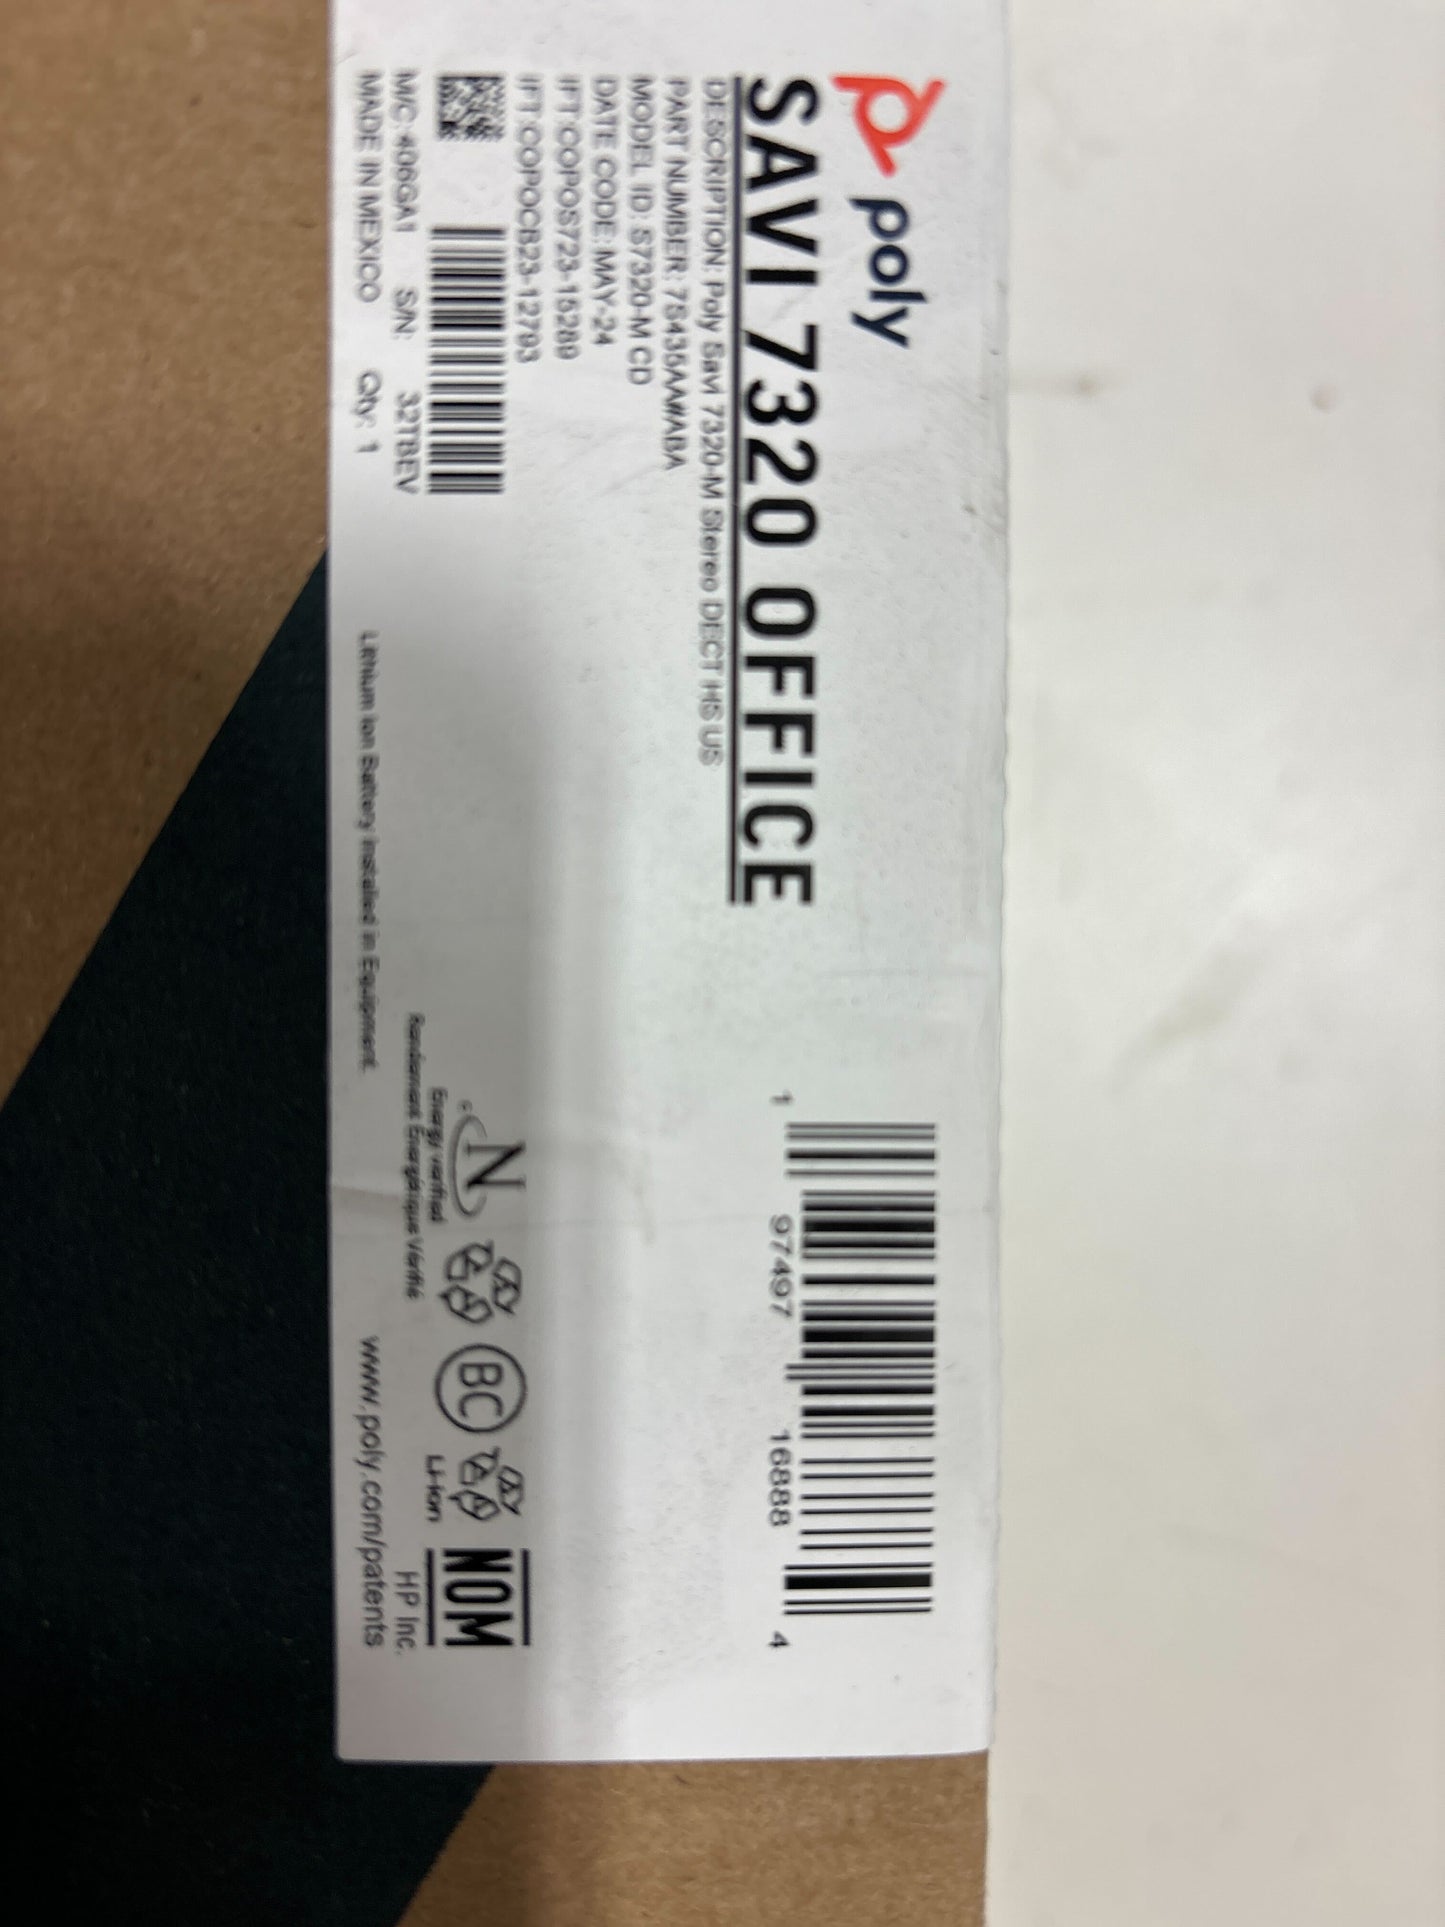 poly
SAVI 7320 OFFICE
DESCRIPTION: Poly Savi 7320-M Stereo DECT HS US
PART NUMBER: 7S435AA#ABA
MODEL ID: S7320-M CD
DATE CODE: MAY-24
IFT:COPOS723-15289
IFT:COPOCB23-12793
M/C 406GA1 S/N: 32TBEV
MADE IN MEXICO Qty: 1
Lithium Ion Battery Installed in Equipment.
1 97497 16888 4
N
Energy Verified
Rendement Énergétique Vérifié
BC
Li-ion
NOM
HP Inc.
www.poly.com/patents